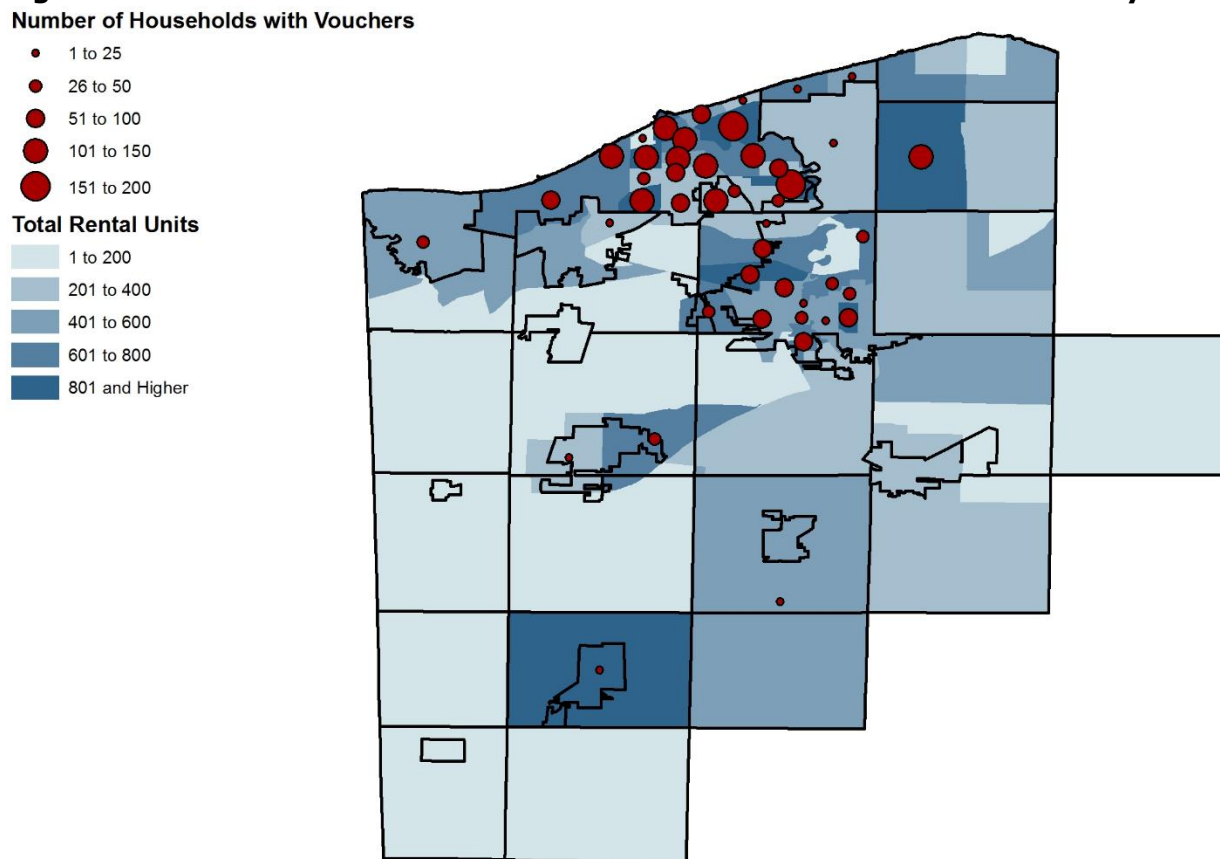 Number of Households with Vouchers
1 to 25
26 to 50
51 to 100
101 to 150
151 to 200
Total Rental Units
1 to 200
201 to 400
401 to 600
601 to 800
801 and Higher